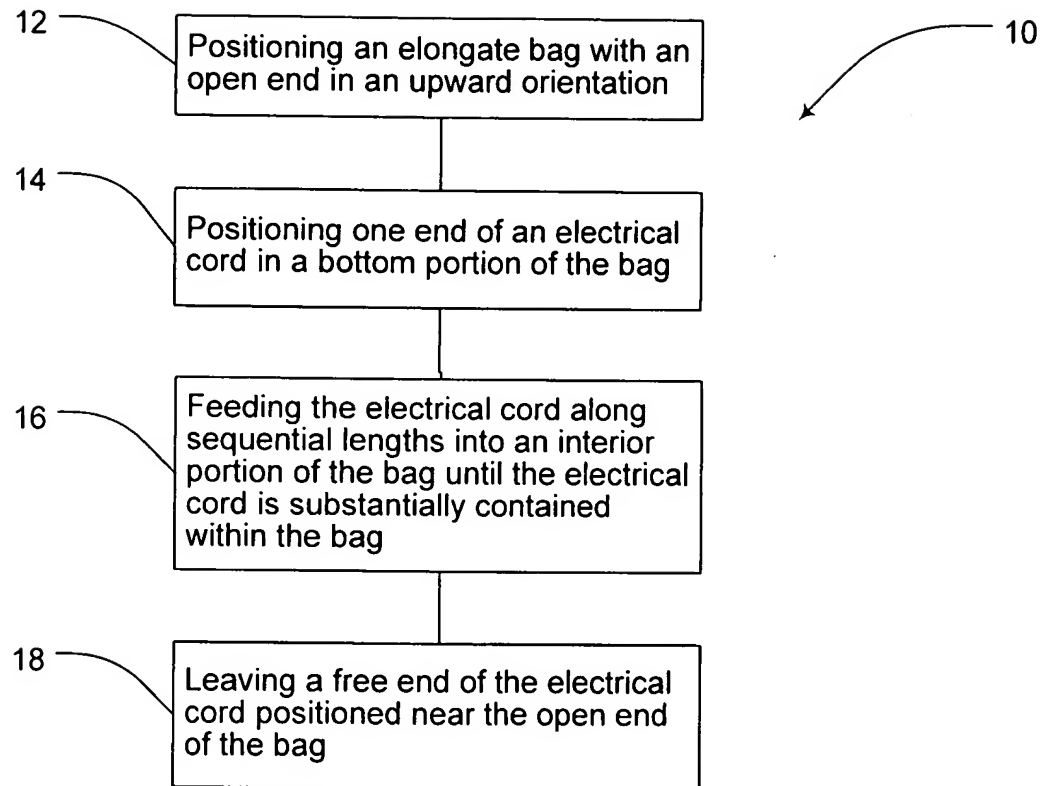 12
10
Positioning an elongate bag with an
open end in an upward orientation
14
Positioning one end of an electrical
cord in a bottom portion of the bag
16
Feeding the electrical cord along
sequential lengths into an interior
portion of the bag until the electrical
cord is substantially contained
within the bag
18
Leaving a free end of the electrical
cord positioned near the open end
of the bag